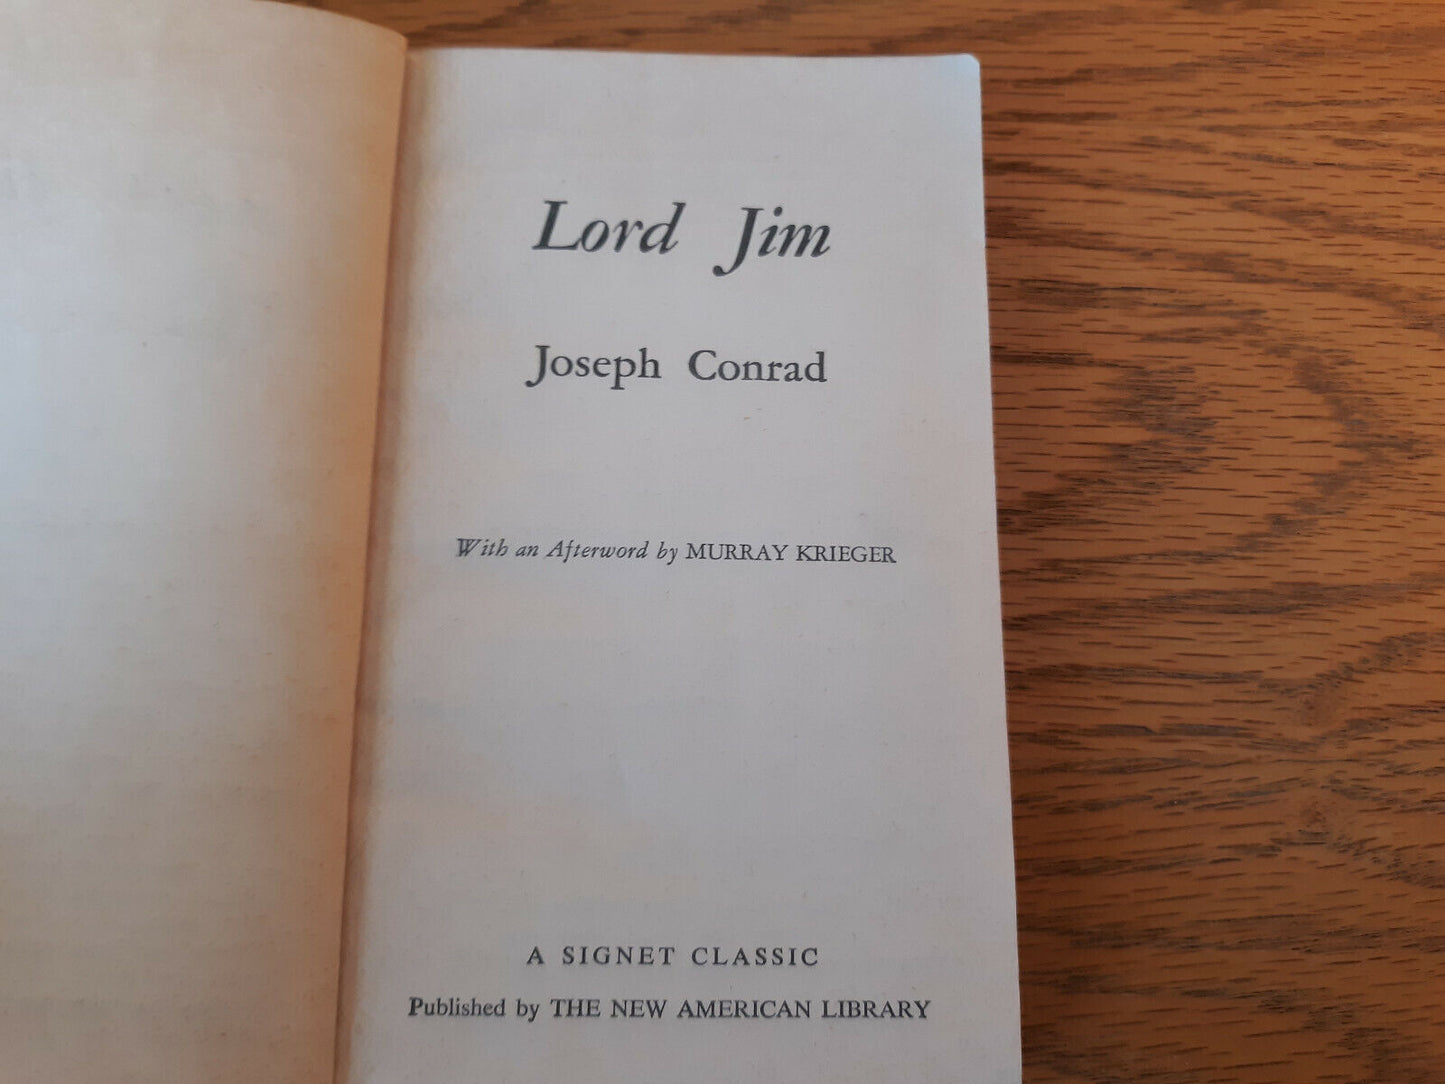 Lord Jim
Joseph Conrad
With an Afterword by MURRAY KRIEGER
A SIGNET CLASSIC
Published by THE NEW AMERICAN LIBRARY